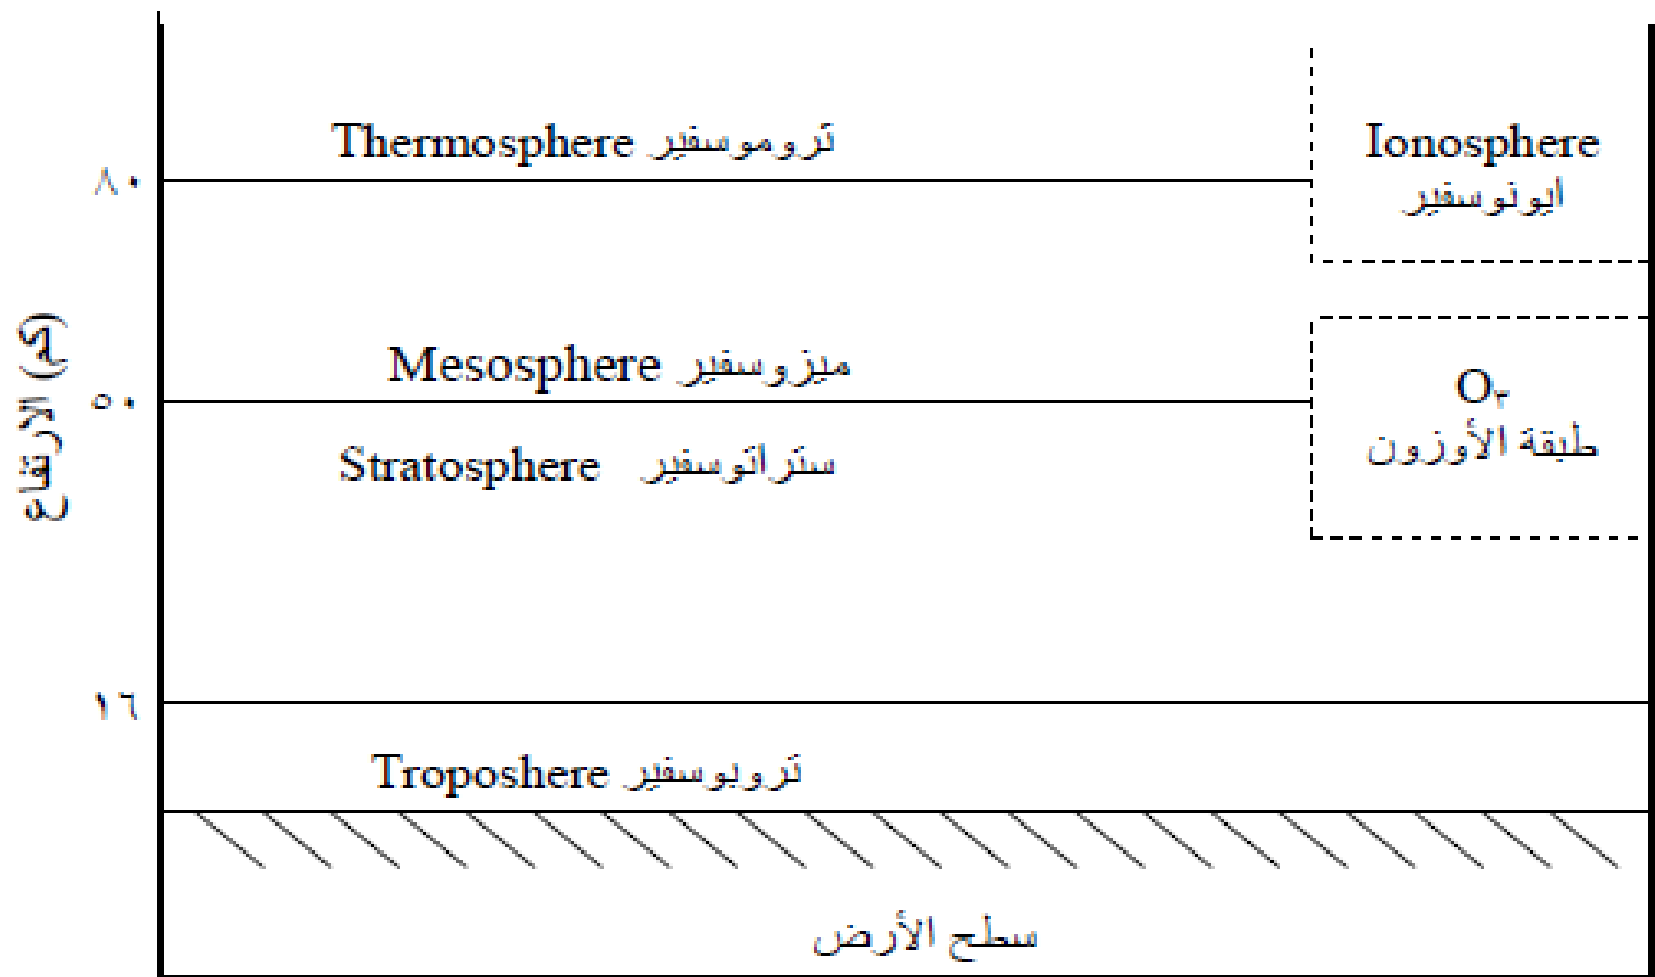 Thermosphere تروموسفير
Ionosphere
ايونوسفير
٨٠
Mesosphere ميزوسفير
٥٠
O٣
طبقة الأوزون
Stratosphere ستراتوسفير
الارتفاع (كم)
١٦
Troposhere تروبوسفير
سطح الأرض